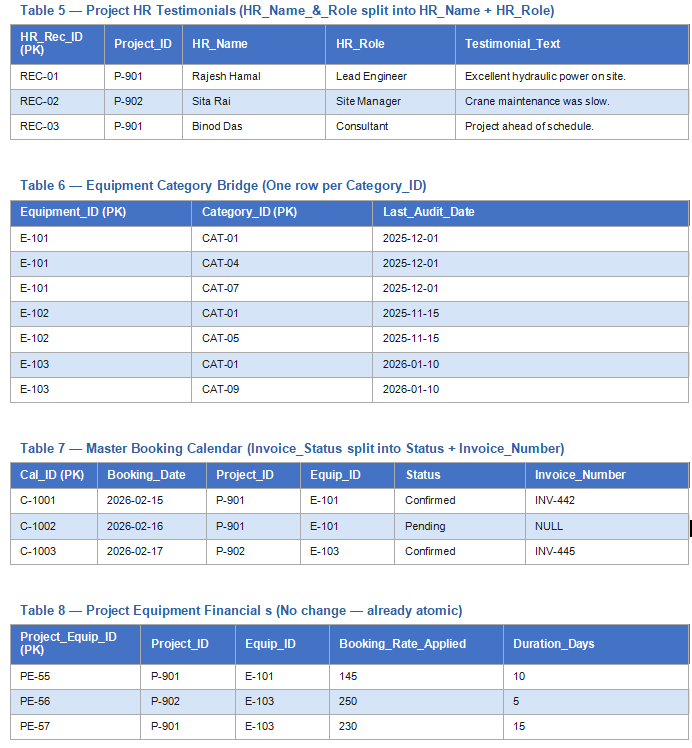 Table 5 — Project HR Testimonials (HR_Name_&_Role split into HR_Name + HR_Role)
HR_Rec_ID (PK) Project_ID HR_Name HR_Role Testimonial_Text
REC-01 P-901 Rajesh Hamal Lead Engineer Excellent hydraulic power on site.
REC-02 P-902 Sita Rai Site Manager Crane maintenance was slow.
REC-03 P-901 Binod Das Consultant Project ahead of schedule.
Table 6 — Equipment Category Bridge (One row per Category_ID)
Equipment_ID (PK) Category_ID (PK) Last_Audit_Date
E-101 CAT-01 2025-12-01
E-101 CAT-04 2025-12-01
E-101 CAT-07 2025-12-01
E-102 CAT-01 2025-11-15
E-102 CAT-05 2025-11-15
E-103 CAT-01 2026-01-10
E-103 CAT-09 2026-01-10
Table 7 — Master Booking Calendar (Invoice_Status split into Status + Invoice_Number)
Cal_ID (PK) Booking_Date Project_ID Equip_ID Status Invoice_Number
C-1001 2026-02-15 P-901 E-101 Confirmed INV-442
C-1002 2026-02-16 P-901 E-101 Pending NULL
C-1003 2026-02-17 P-902 E-103 Confirmed INV-445
Table 8 — Project Equipment Financial s (No change — already atomic)
Project_Equip_ID (PK) Project_ID Equip_ID Booking_Rate_Applied Duration_Days
PE-55 P-901 E-101 145 10
PE-56 P-902 E-103 250 5
PE-57 P-901 E-103 230 15